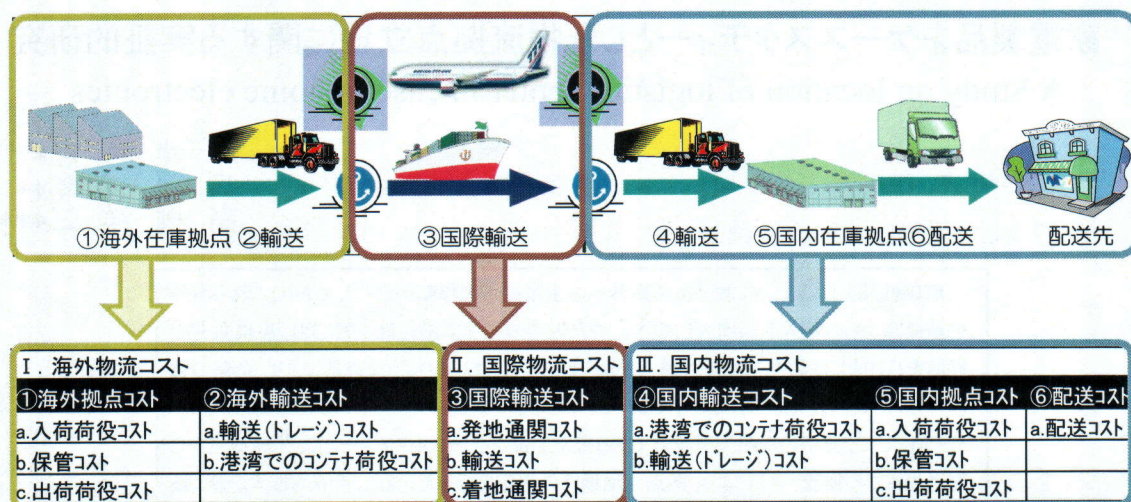 ①海外在庫拠点 ②輸送
③国際輸送
④輸送 ⑤国内在庫拠点⑥配送 配送先
Ⅰ. 海外物流コスト
①海外拠点コスト ②海外輸送コスト
a.入荷荷役コスト a.輸送(ドレージ)コスト
b.保管コスト b.港湾でのコンテナ荷役コスト
c.出荷荷役コスト
Ⅱ. 国際物流コスト
③国際輸送コスト
a.発地通関コスト
b.輸送コスト
c.着地通関コスト
Ⅲ. 国内物流コスト
④国内輸送コスト ⑤国内拠点コスト ⑥配送コスト
a.港湾でのコンテナ荷役コスト a.入荷荷役コスト a.配送コスト
b.輸送(ドレージ)コスト b.保管コスト
c.出荷荷役コスト